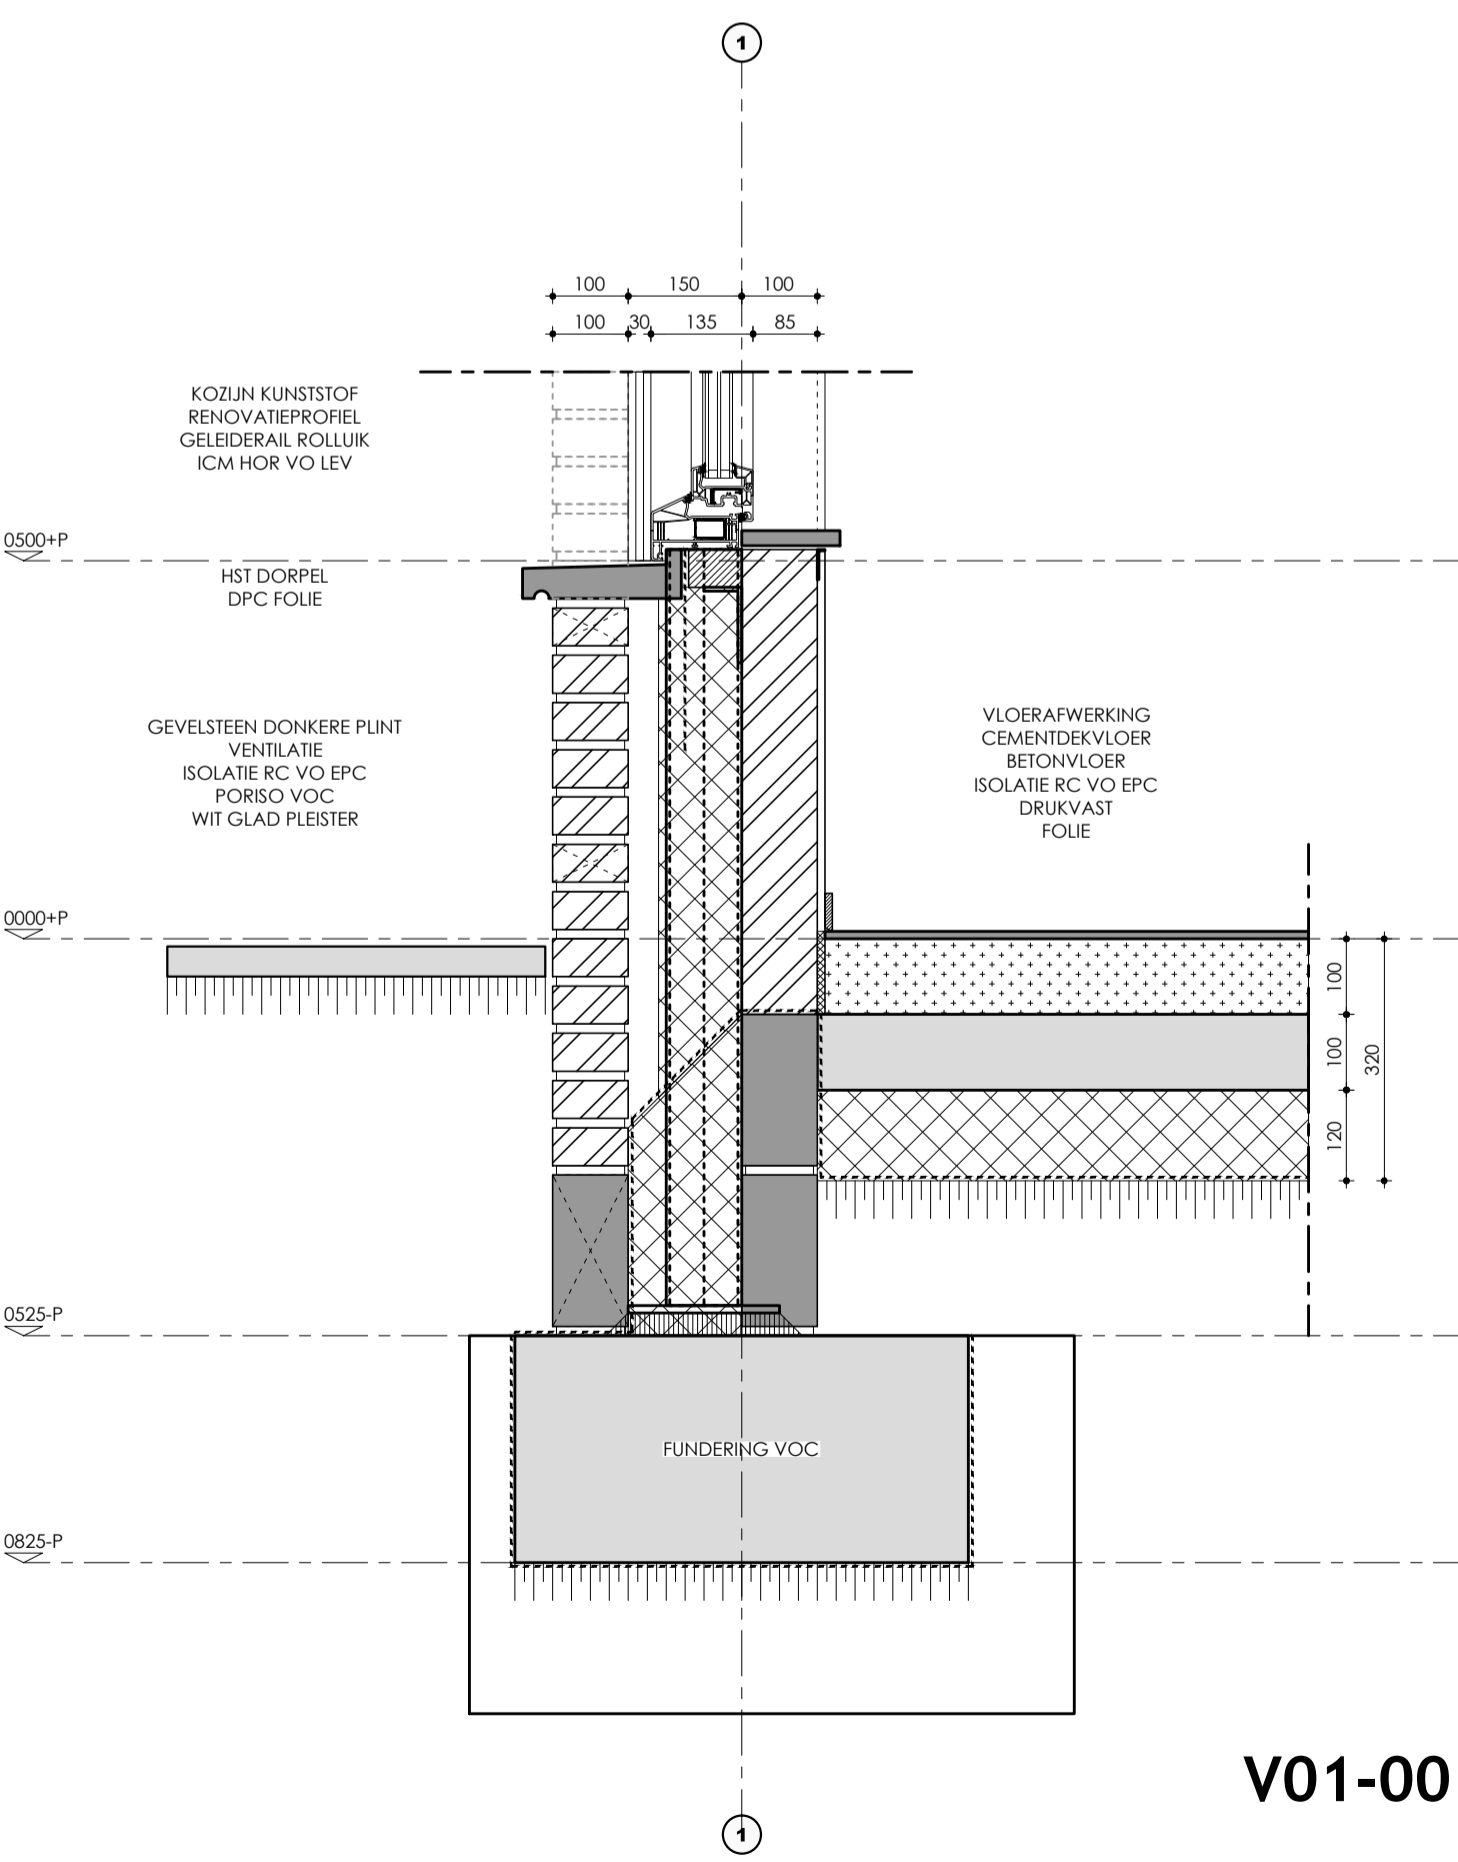 1
100 150 100
100 30 135 85
KOZIJN KUNSTSTOF
RENOVATIEPROFIEL
GELEIDERAIL ROLLUIK
ICM HOR VO LEV
0500+P
HST DORPEL
DPC FOLIE
GEVELSTEEN DONKERE PLINT
VENTILATIE
ISOLATIE RC VO EPC
PORISO VOC
WIT GLAD PLEISTER
VLOERAFWERKING
CEMENTDEKVLOER
BETONVLOER
ISOLATIE RC VO EPC
DRUKVAST
FOLIE
0000+P
100
100
120
320
0525-P
FUNDERING VOC
0825-P
V01-00
1